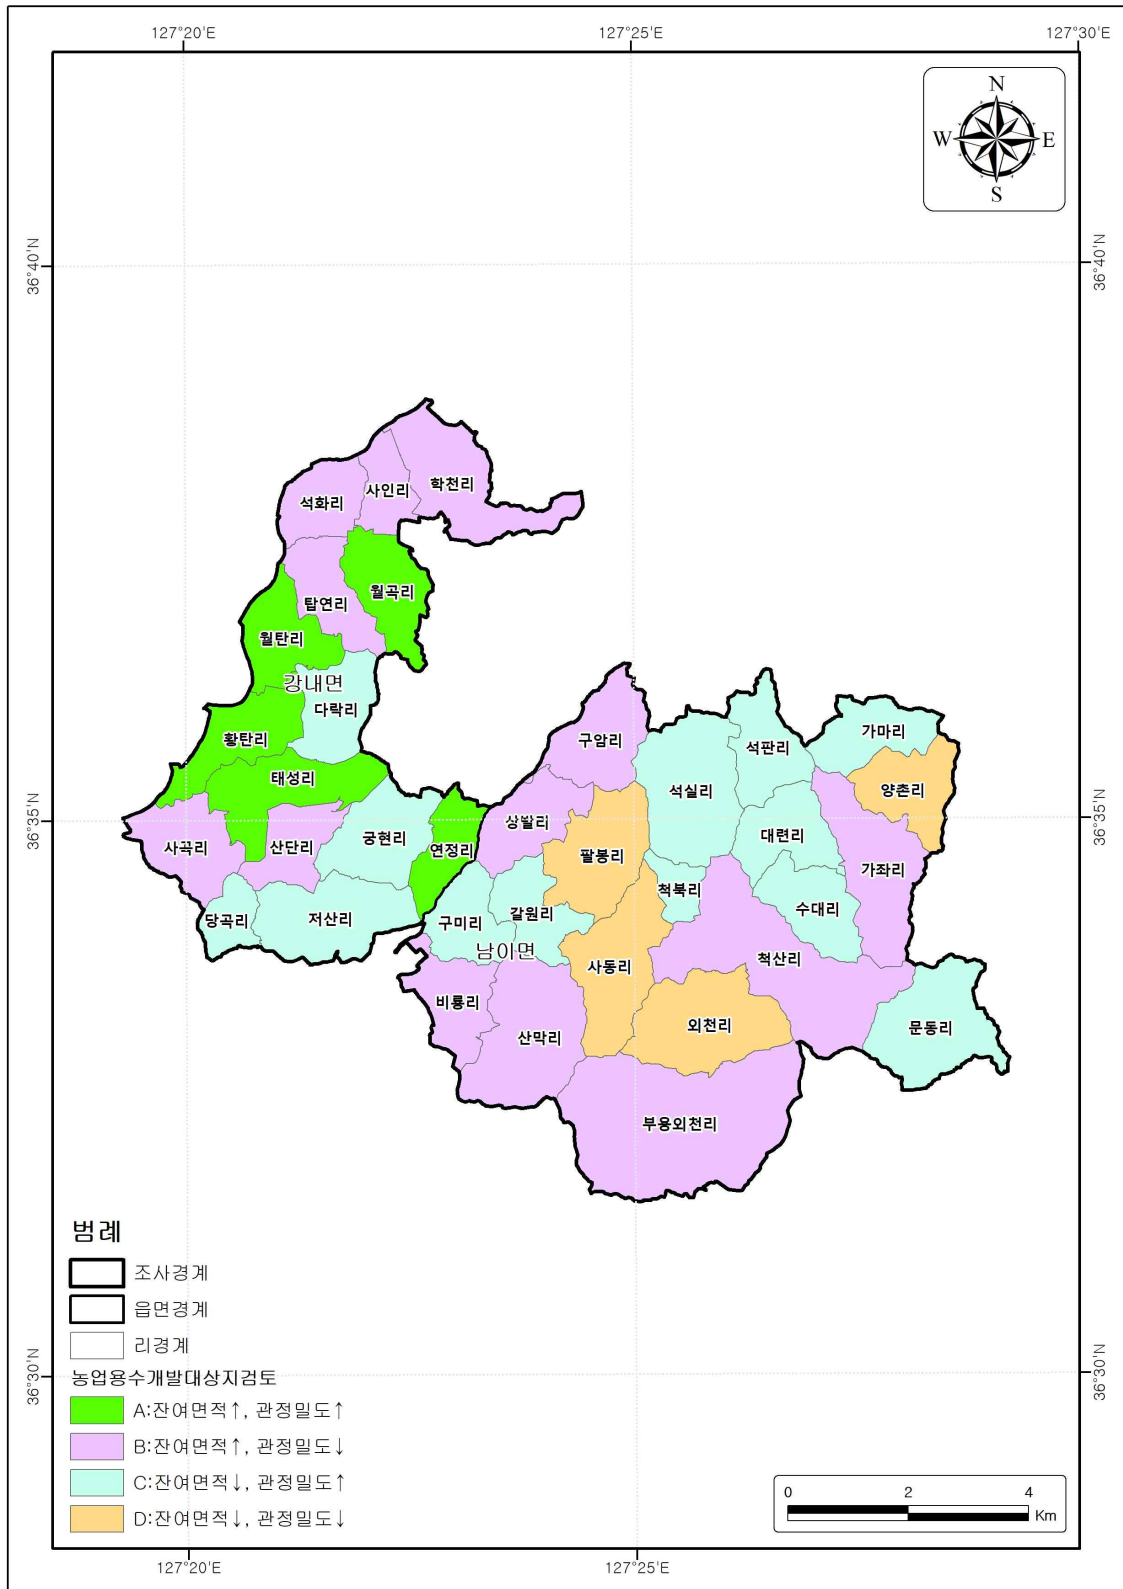 127°20'E
127°25'E
127°30'E
N
W
E
S
36°40'N
36°40'N
학천리
사인리
석화리
월곡리
탑연리
월탄리
강내면
다락리
가마리
황탄리
구암리
석판리
태성리
석실리
양촌리
36°35'N
36°35'N
상발리
대련리
궁현리
사곡리
산단리
연정리
팔봉리
가좌리
척북리
수대리
당곡리
저산리
구미리
갈원리
남이면
척산리
사동리
비룡리
외천리
문동리
산막리
부용외천리
범례
조사경계
읍면경계
리경계
농업용수개발대상지검토
A:잔여면적↑, 관정밀도↑
B:잔여면적↑, 관정밀도↓
C:잔여면적↓, 관정밀도↑
D:잔여면적↓, 관정밀도↓
36°30'N
36°30'N
0
2
4
Km
127°20'E
127°25'E